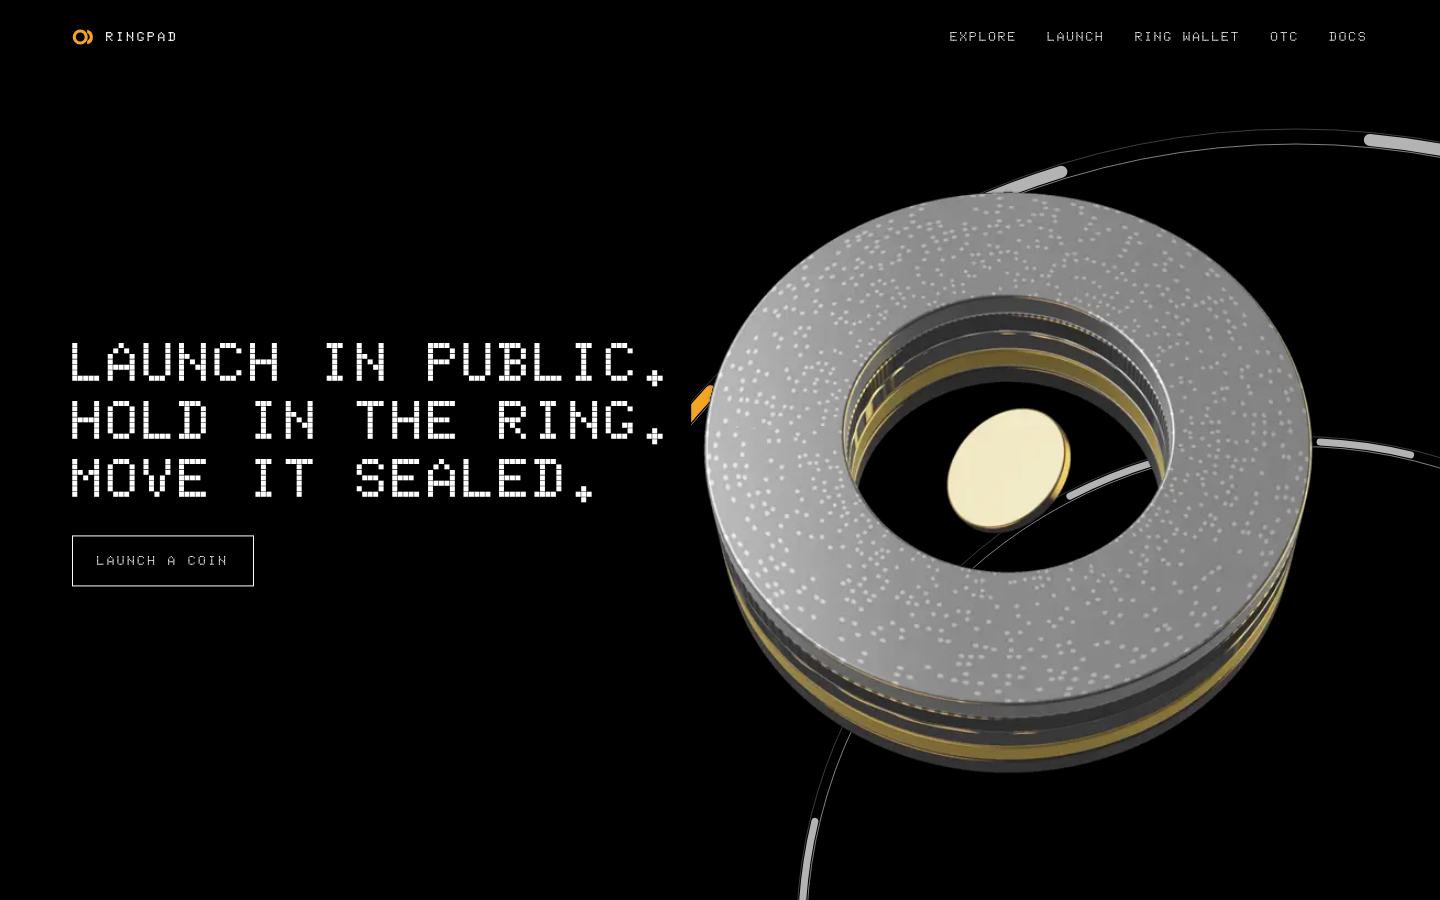 RINGPAD
EXPLORE LAUNCH RING WALLET OTC DOCS
LAUNCH IN PUBLIC.
HOLD IN THE RING.
MOVE IT SEALED.
LAUNCH A COIN